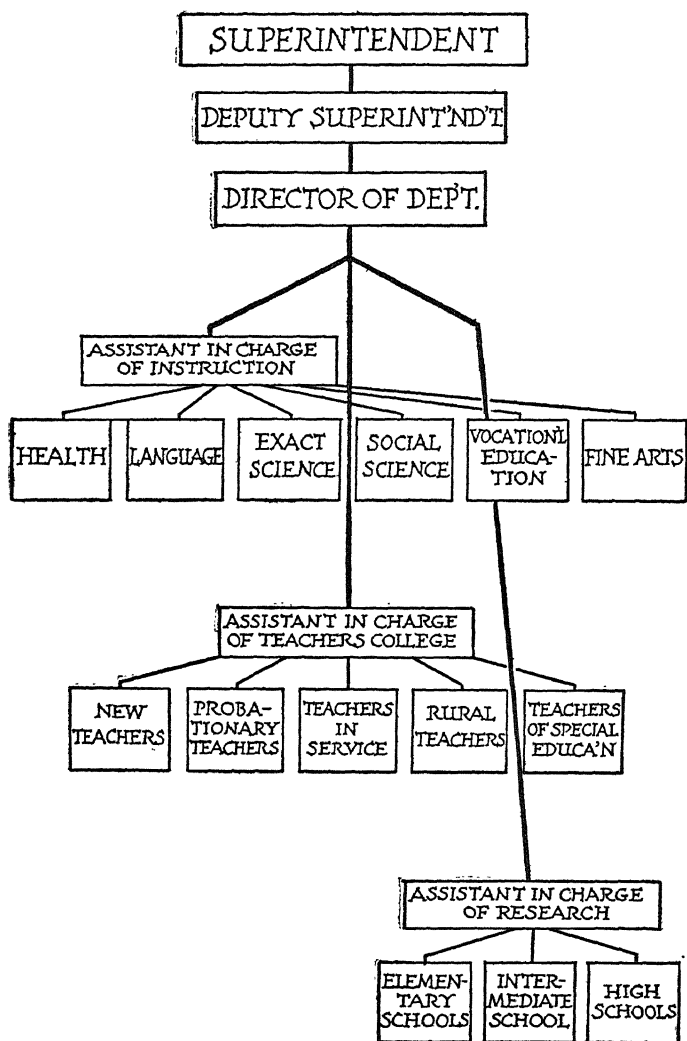 SUPERINTENDENT
DEPUTY SUPERINT'ND'T
DIRECTOR OF DEP'T.
ASSISTANT IN CHARGE
OF INSTRUCTION
HEALTH
LANGUAGE
EXACT
SCIENCE
SOCIAL
SCIENCE
VOCATION'L
EDUCA-
TION
FINE ARTS
ASSISTANT IN CHARGE
OF TEACHERS COLLEGE
NEW
TEACHERS
PROBA-
TIONARY
TEACHERS
TEACHERS
IN
SERVICE
RURAL
TEACHERS
TEACHERS
OF SPECIAL
EDUCA'N
ASSISTANT IN CHARGE
OF RESEARCH
ELEMEN-
TARY
SCHOOLS
INTER-
MEDIATE
SCHOOL
HIGH
SCHOOLS